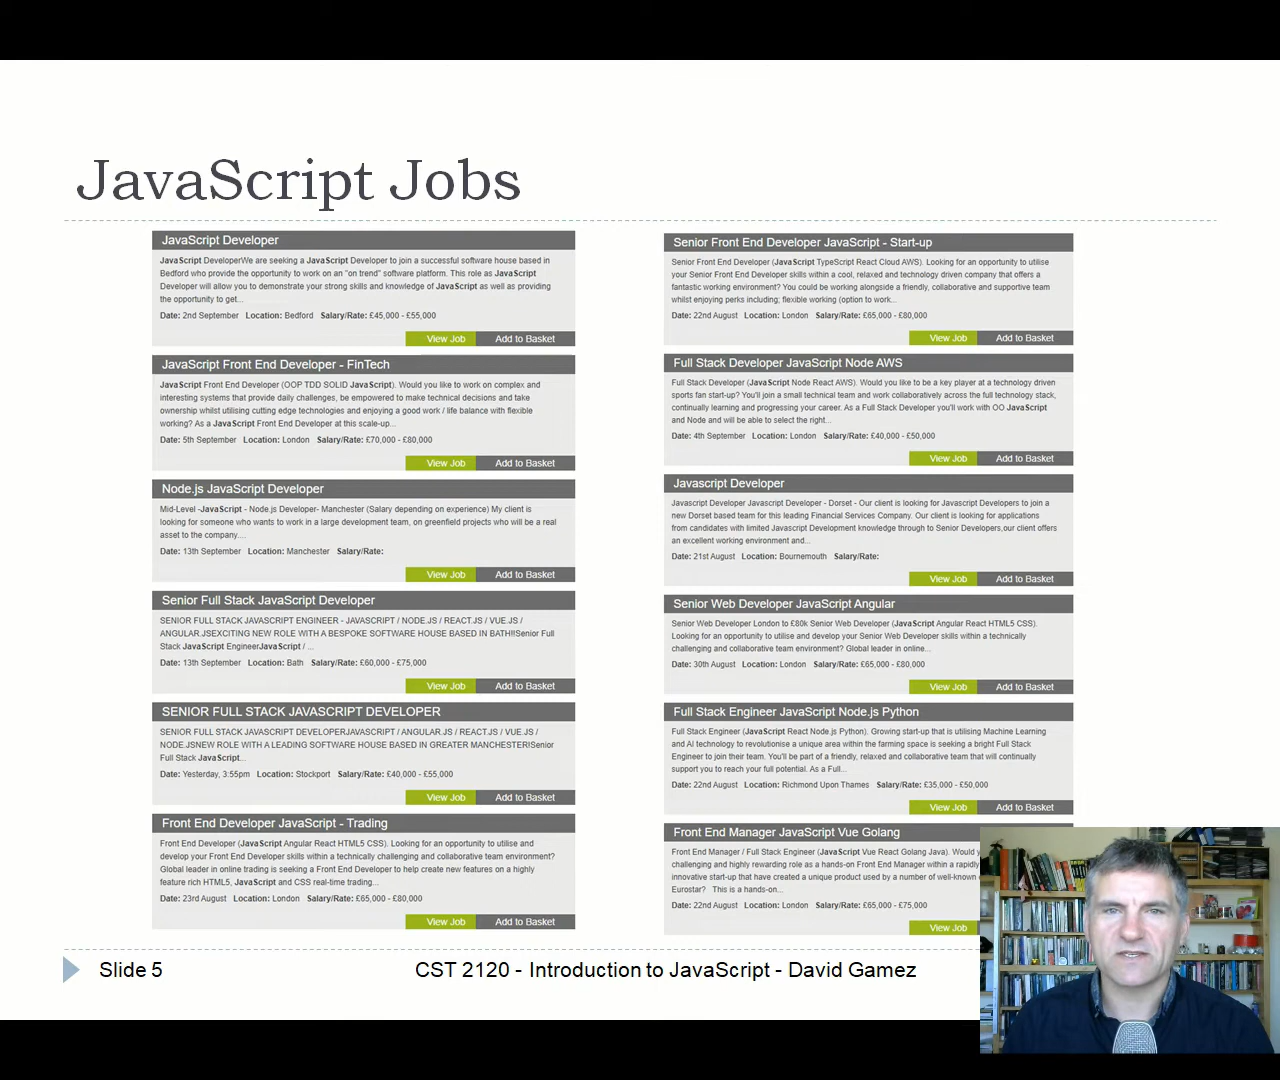 JavaScript Jobs
JavaScript Developer
JavaScript DeveloperWe are seeking a JavaScript Developer to join a successful software house based in
Bedford who provide the opportunity to work on an "on trend" software platform. This role as JavaScript
Developer will allow you to demonstrate your strong skills and knowledge of JavaScript as well as providing
the opportunity to get...
Date: 2nd September Location: Bedford Salary/Rate: £45,000 - £55,000
View Job Add to Basket
JavaScript Front End Developer - FinTech
JavaScript Front End Developer (OOP TDD SOLID JavaScript). Would you like to work on complex and
interesting systems that provide daily challenges, be empowered to make technical decisions and take
ownership whilst utilising cutting edge technologies and enjoying a good work / life balance with flexible
working? As a JavaScript Front End Developer at this scale-up...
Date: 5th September Location: London Salary/Rate: £70,000 - £80,000
View Job Add to Basket
Node.js JavaScript Developer
Mid-Level -JavaScript - Node.js Developer- Manchester (Salary depending on experience) My client is
looking for someone who wants to work in a large development team, on greenfield projects who will be a real
asset to the company....
Date: 13th September Location: Manchester Salary/Rate:
View Job Add to Basket
Senior Full Stack JavaScript Developer
SENIOR FULL STACK JAVASCRIPT ENGINEER - JAVASCRIPT / NODE.JS / REACT.JS / VUE.JS /
ANGULAR.JSEXCITING NEW ROLE WITH A BESPOKE SOFTWARE HOUSE BASED IN BATH!!Senior Full
Stack JavaScript EngineerJavaScript / ...
Date: 13th September Location: Bath Salary/Rate: £60,000 - £75,000
View Job Add to Basket
SENIOR FULL STACK JAVASCRIPT DEVELOPER
SENIOR FULL STACK JAVASCRIPT DEVELOPERJAVASCRIPT / ANGULAR.JS / REACT.JS / VUE.JS /
NODE.JSNEW ROLE WITH A LEADING SOFTWARE HOUSE BASED IN GREATER MANCHESTER!Senior
Full Stack JavaScript...
Date: Yesterday, 3:55pm Location: Stockport Salary/Rate: £40,000 - £55,000
View Job Add to Basket
Front End Developer JavaScript - Trading
Front End Developer (JavaScript Angular React HTML5 CSS). Looking for an opportunity to utilise and
develop your Front End Developer skills within a technically challenging and collaborative team environment?
Global leader in online trading is seeking a Front End Developer to help create new features on a highly
feature rich HTML5, JavaScript and CSS real-time trading...
Date: 23rd August Location: London Salary/Rate: £65,000 - £80,000
View Job Add to Basket
Senior Front End Developer JavaScript - Start-up
Senior Front End Developer (JavaScript TypeScript React Cloud AWS). Looking for an opportunity to utilise
your Senior Front End Developer skills within a cool, relaxed and technology driven company that offers a
fantastic working environment? You could be working alongside a friendly, collaborative and supportive team
whilst enjoying perks including; flexible working (option to work...
Date: 22nd August Location: London Salary/Rate: £65,000 - £80,000
View Job Add to Basket
Full Stack Developer JavaScript Node AWS
Full Stack Developer (JavaScript Node React AWS). Would you like to be a key player at a technology driven
sports fan start-up? You'll join a small technical team and work collaboratively across the full technology stack,
continually learning and progressing your career. As a Full Stack Developer you'll work with OO JavaScript
and Node and will be able to select the right...
Date: 4th September Location: London Salary/Rate: £40,000 - £50,000
View Job Add to Basket
Javascript Developer
Javascript Developer Javascript Developer - Dorset - Our client is looking for Javascript Developers to join a
new Dorset based team for this leading Financial Services Company. Our client is looking for applications
from candidates with limited Javascript Development knowledge through to Senior Developers,our client offers
an excellent working environment and...
Date: 21st August Location: Bournemouth Salary/Rate:
View Job Add to Basket
Senior Web Developer JavaScript Angular
Senior Web Developer London to £80k Senior Web Developer (JavaScript Angular React HTML5 CSS).
Looking for an opportunity to utilise and develop your Senior Web Developer skills within a technically
challenging and collaborative team environment? Global leader in online...
Date: 30th August Location: London Salary/Rate: £65,000 - £80,000
View Job Add to Basket
Full Stack Engineer JavaScript Node.js Python
Full Stack Engineer (JavaScript React Node.js Python). Growing start-up that is utilising Machine Learning
and AI technology to revolutionise a unique area within the farming space is seeking a bright Full Stack
Engineer to join their team. You'll be part of a friendly, relaxed and collaborative team that will continually
support you to reach your full potential. As a Full...
Date: 22nd August Location: Richmond Upon Thames Salary/Rate: £35,000 - £50,000
View Job Add to Basket
Front End Manager JavaScript Vue Golang
Front End Manager / Full Stack Engineer (JavaScript Vue React Golang Java). Would y
challenging and highly rewarding role as a hands-on Front End Manager within a rapidly
innovative start-up that have created a unique product used by a number of well-known
Eurostar? This is a hands-on...
Date: 22nd August Location: London Salary/Rate: £65,000 - £75,000
View Job
Slide 5
CST 2120 - Introduction to JavaScript - David Gamez